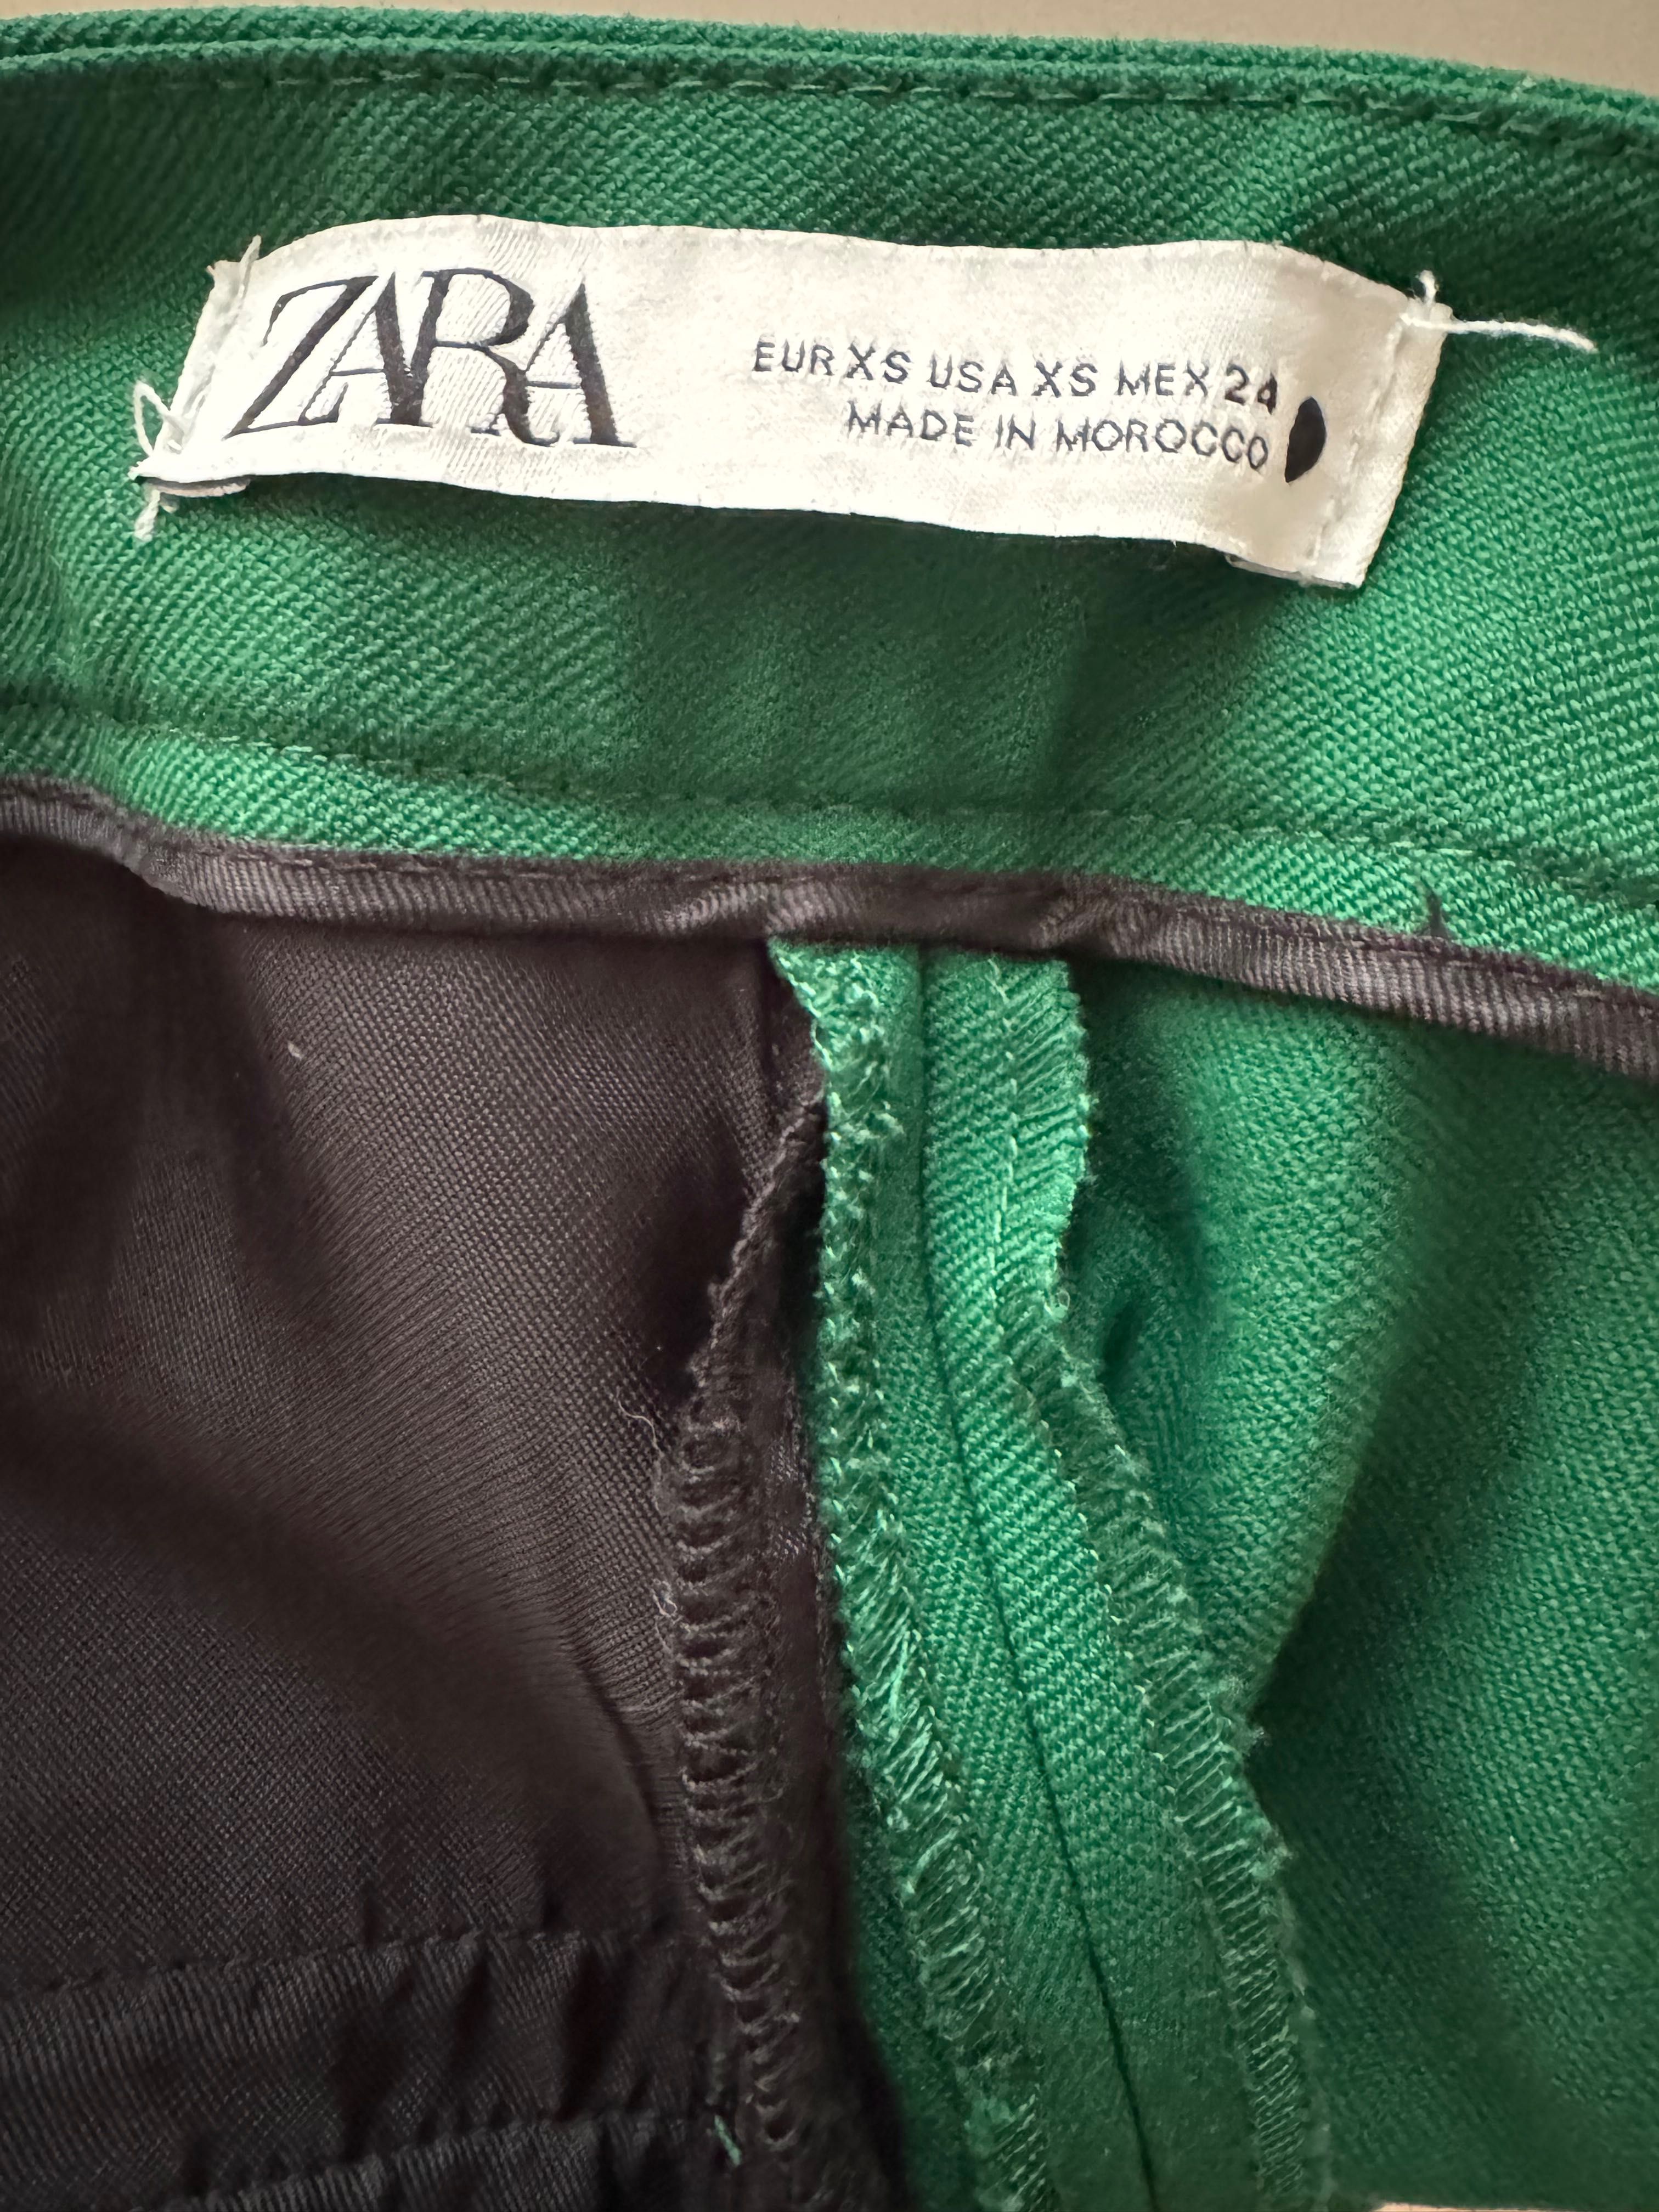 ZARA
EUR XS USA XS MEX 24
MADE IN MOROCCO